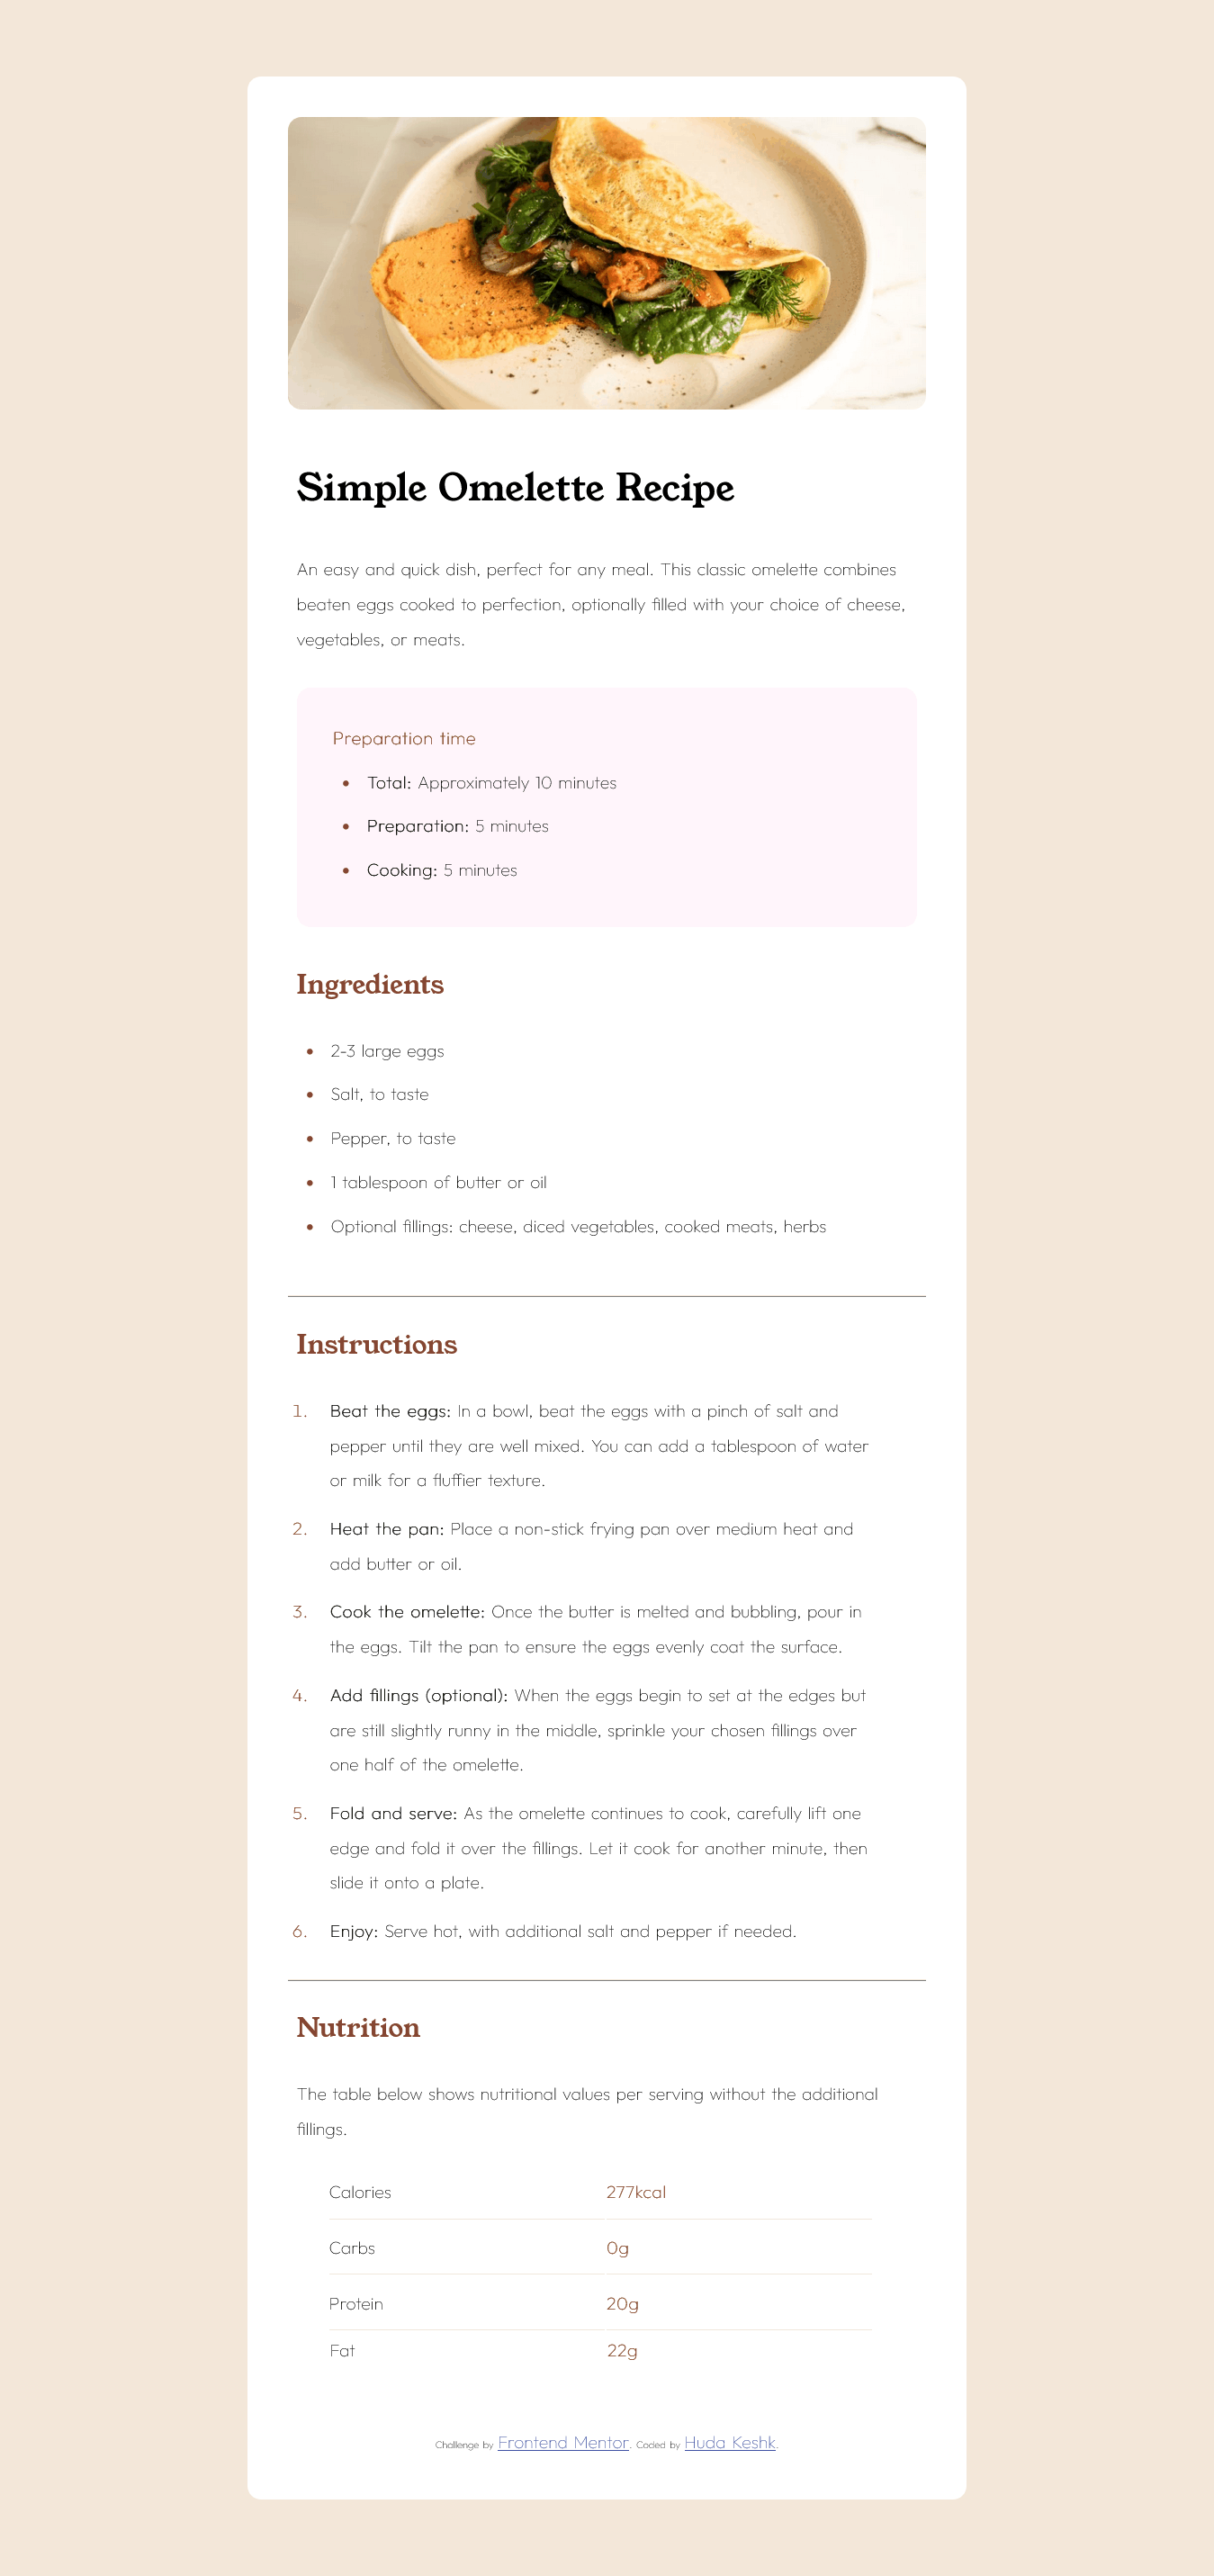 Simple Omelette Recipe
An easy and quick dish, perfect for any meal. This classic omelette combines
beaten eggs cooked to perfection, optionally filled with your choice of cheese,
vegetables, or meats.
Preparation time
• Total: Approximately 10 minutes
• Preparation: 5 minutes
• Cooking: 5 minutes
Ingredients
• 2-3 large eggs
• Salt, to taste
• Pepper, to taste
• 1 tablespoon of butter or oil
• Optional fillings: cheese, diced vegetables, cooked meats, herbs
Instructions
1. Beat the eggs: In a bowl, beat the eggs with a pinch of salt and
pepper until they are well mixed. You can add a tablespoon of water
or milk for a fluffier texture.
2. Heat the pan: Place a non-stick frying pan over medium heat and
add butter or oil.
3. Cook the omelette: Once the butter is melted and bubbling, pour in
the eggs. Tilt the pan to ensure the eggs evenly coat the surface.
4. Add fillings (optional): When the eggs begin to set at the edges but
are still slightly runny in the middle, sprinkle your chosen fillings over
one half of the omelette.
5. Fold and serve: As the omelette continues to cook, carefully lift one
edge and fold it over the fillings. Let it cook for another minute, then
slide it onto a plate.
6. Enjoy: Serve hot, with additional salt and pepper if needed.
Nutrition
The table below shows nutritional values per serving without the additional
fillings.
Calories 277kcal
Carbs 0g
Protein 20g
Fat 22g
Challenge by Frontend Mentor. Coded by Huda Keshk.